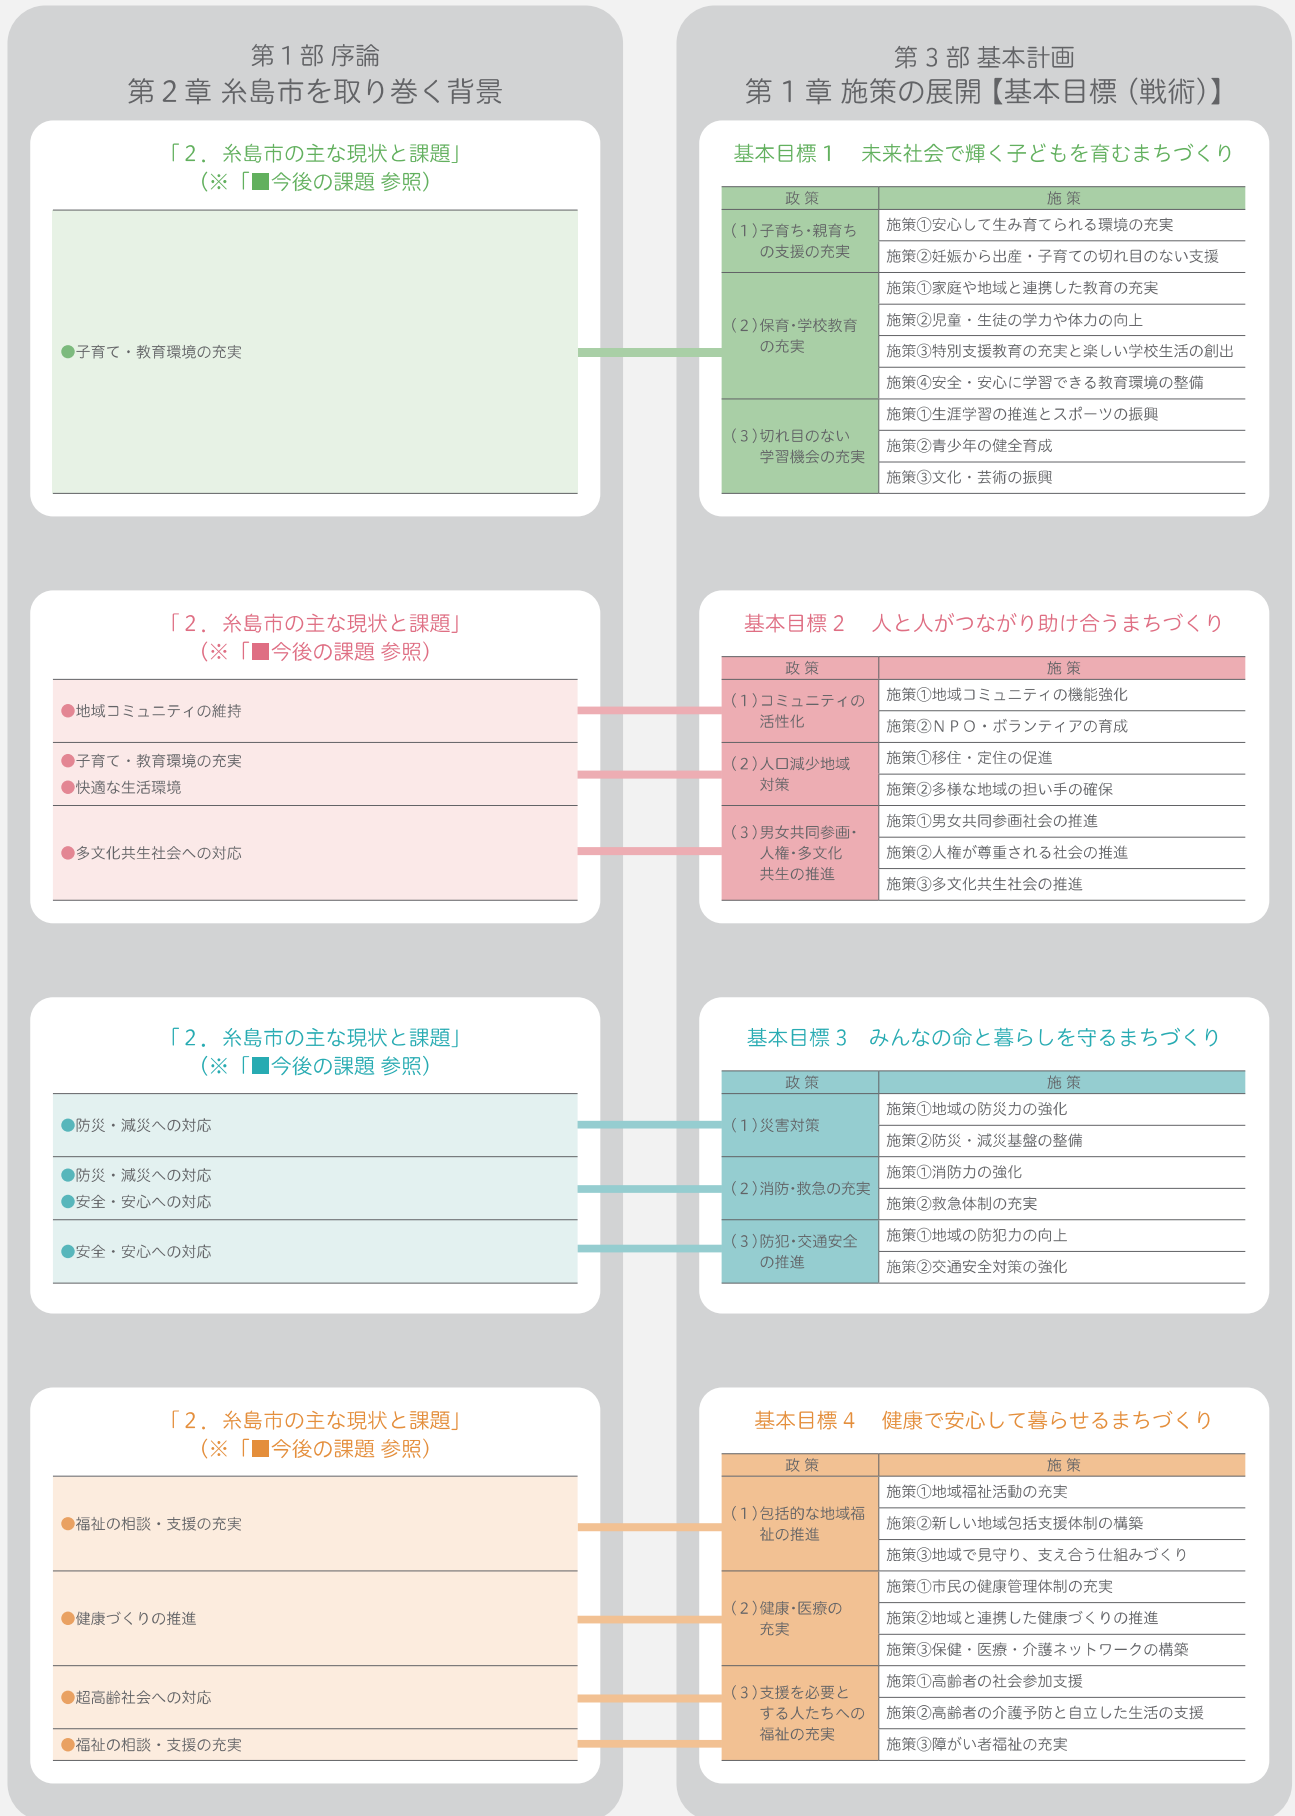 第１部 序論
第２章 糸島市を取り巻く背景
「２．糸島市の主な現状と課題」
（※「■今後の課題 参照）
●子育て・教育環境の充実
「２．糸島市の主な現状と課題」
（※「■今後の課題 参照）
●地域コミュニティの維持
●子育て・教育環境の充実
●快適な生活環境
●多文化共生社会への対応
「２．糸島市の主な現状と課題」
（※「■今後の課題 参照）
●防災・減災への対応
●防災・減災への対応
●安全・安心への対応
●安全・安心への対応
「２．糸島市の主な現状と課題」
（※「■今後の課題 参照）
●福祉の相談・支援の充実
●健康づくりの推進
●超高齢社会への対応
●福祉の相談・支援の充実
第３部 基本計画
第１章 施策の展開【基本目標（戦術）】
基本目標１　未来社会で輝く子どもを育むまちづくり
政 策　施 策
（１）子育ち・親育ち
の支援の充実
施策①安心して生み育てられる環境の充実
施策②妊娠から出産・子育ての切れ目のない支援
（２）保育・学校教育
の充実
施策①家庭や地域と連携した教育の充実
施策②児童・生徒の学力や体力の向上
施策③特別支援教育の充実と楽しい学校生活の創出
施策④安全・安心に学習できる教育環境の整備
（３）切れ目のない
学習機会の充実
施策①生涯学習の推進とスポーツの振興
施策②青少年の健全育成
施策③文化・芸術の振興
基本目標２　人と人がつながり助け合うまちづくり
政 策　施 策
（１）コミュニティの
活性化
施策①地域コミュニティの機能強化
施策②ＮＰＯ・ボランティアの育成
（２）人口減少地域
対策
施策①移住・定住の促進
施策②多様な地域の担い手の確保
（３）男女共同参画・
人権・多文化
共生の推進
施策①男女共同参画社会の推進
施策②人権が尊重される社会の推進
施策③多文化共生社会の推進
基本目標３　みんなの命と暮らしを守るまちづくり
政 策　施 策
（１）災害対策
施策①地域の防災力の強化
施策②防災・減災基盤の整備
（２）消防・救急の充実
施策①消防力の強化
施策②救急体制の充実
（３）防犯・交通安全
の推進
施策①地域の防犯力の向上
施策②交通安全対策の強化
基本目標４　健康で安心して暮らせるまちづくり
政 策　施 策
（１）包括的な地域福
祉の推進
施策①地域福祉活動の充実
施策②新しい地域包括支援体制の構築
施策③地域で見守り、支え合う仕組みづくり
（２）健康・医療の
充実
施策①市民の健康管理体制の充実
施策②地域と連携した健康づくりの推進
施策③保健・医療・介護ネットワークの構築
（３）支援を必要と
する人たちへの
福祉の充実
施策①高齢者の社会参加支援
施策②高齢者の介護予防と自立した生活の支援
施策③障がい者福祉の充実